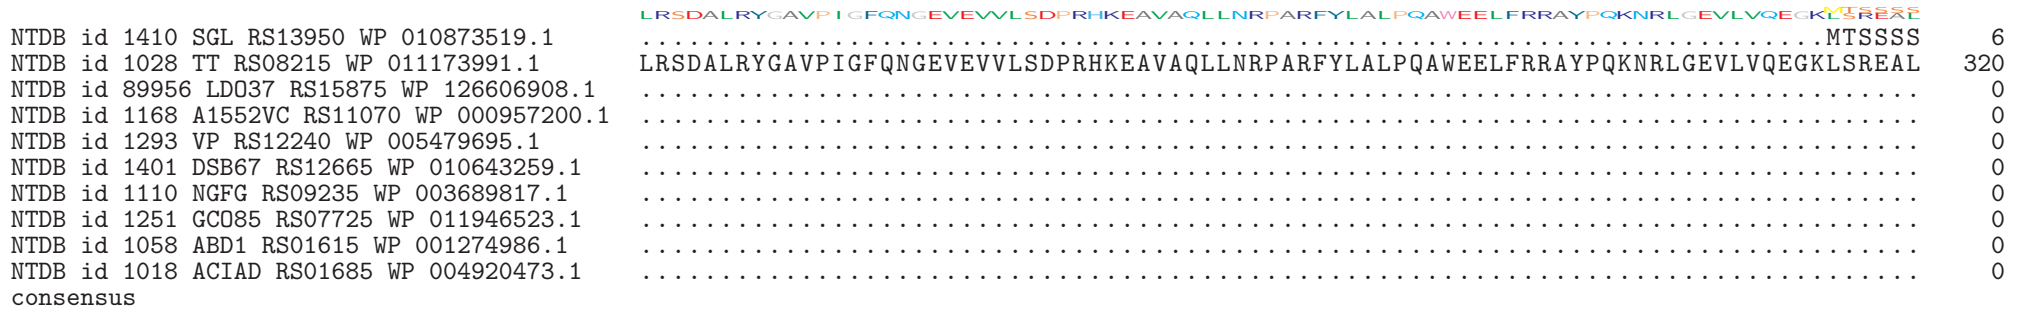 LRSDALRYGAVPIGFQNGEVEVVLSDPRHKEAVAQLLNRPARFYLALPQAWEELFRRAYPQKNRLGEVLVQEGKLSREAL
NTDB id 1410 SGL RS13950 WP 010873519.1 ..........................................................................MTSSSS 6
NTDB id 1028 TT RS08215 WP 011173991.1 LRSDALRYGAVPIGFQNGEVEVVLSDPRHKEAVAQLLNRPARFYLALPQAWEELFRRAYPQKNRLGEVLVQEGKLSREAL 320
NTDB id 89956 LDO37 RS15875 WP 126606908.1 ................................................................................ 0
NTDB id 1168 A1552VC RS11070 WP 000957200.1 ................................................................................ 0
NTDB id 1293 VP RS12240 WP 005479695.1 ................................................................................ 0
NTDB id 1401 DSB67 RS12665 WP 010643259.1 ................................................................................ 0
NTDB id 1110 NGFG RS09235 WP 003689817.1 ................................................................................ 0
NTDB id 1251 GCO85 RS07725 WP 011946523.1 ................................................................................ 0
NTDB id 1058 ABD1 RS01615 WP 001274986.1 ................................................................................ 0
NTDB id 1018 ACIAD RS01685 WP 004920473.1 ................................................................................ 0
consensus